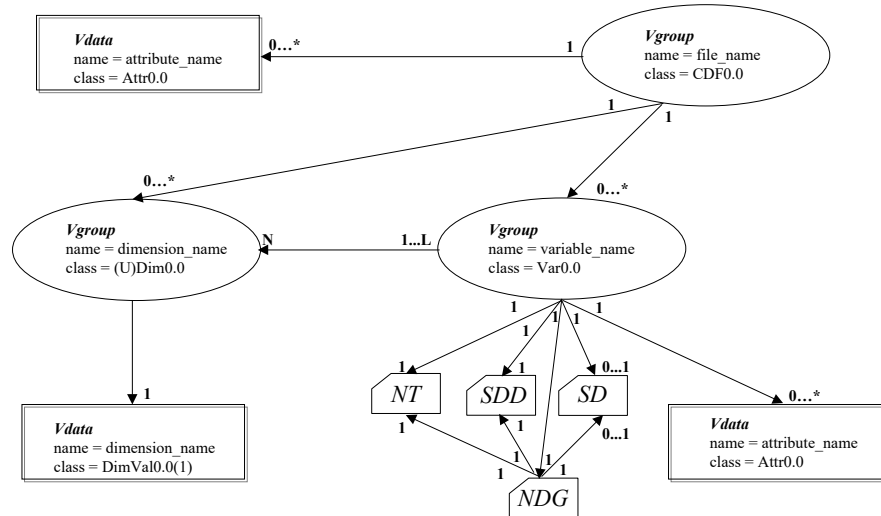 Vdata
name = attribute_name
class = Attr0.0
0…*
1
Vgroup
name = file_name
class = CDF0.0
1
1
0…*
0…*
Vgroup
name = dimension_name
class = (U)Dim0.0
N
1...L
Vgroup
name = variable_name
class = Var0.0
1
1
1
1
1
1
1
0...1
NT
SDD
SD
1
1
0...1
1
1
1
1
NDG
1
Vdata
name = dimension_name
class = DimVal0.0(1)
0…*
Vdata
name = attribute_name
class = Attr0.0